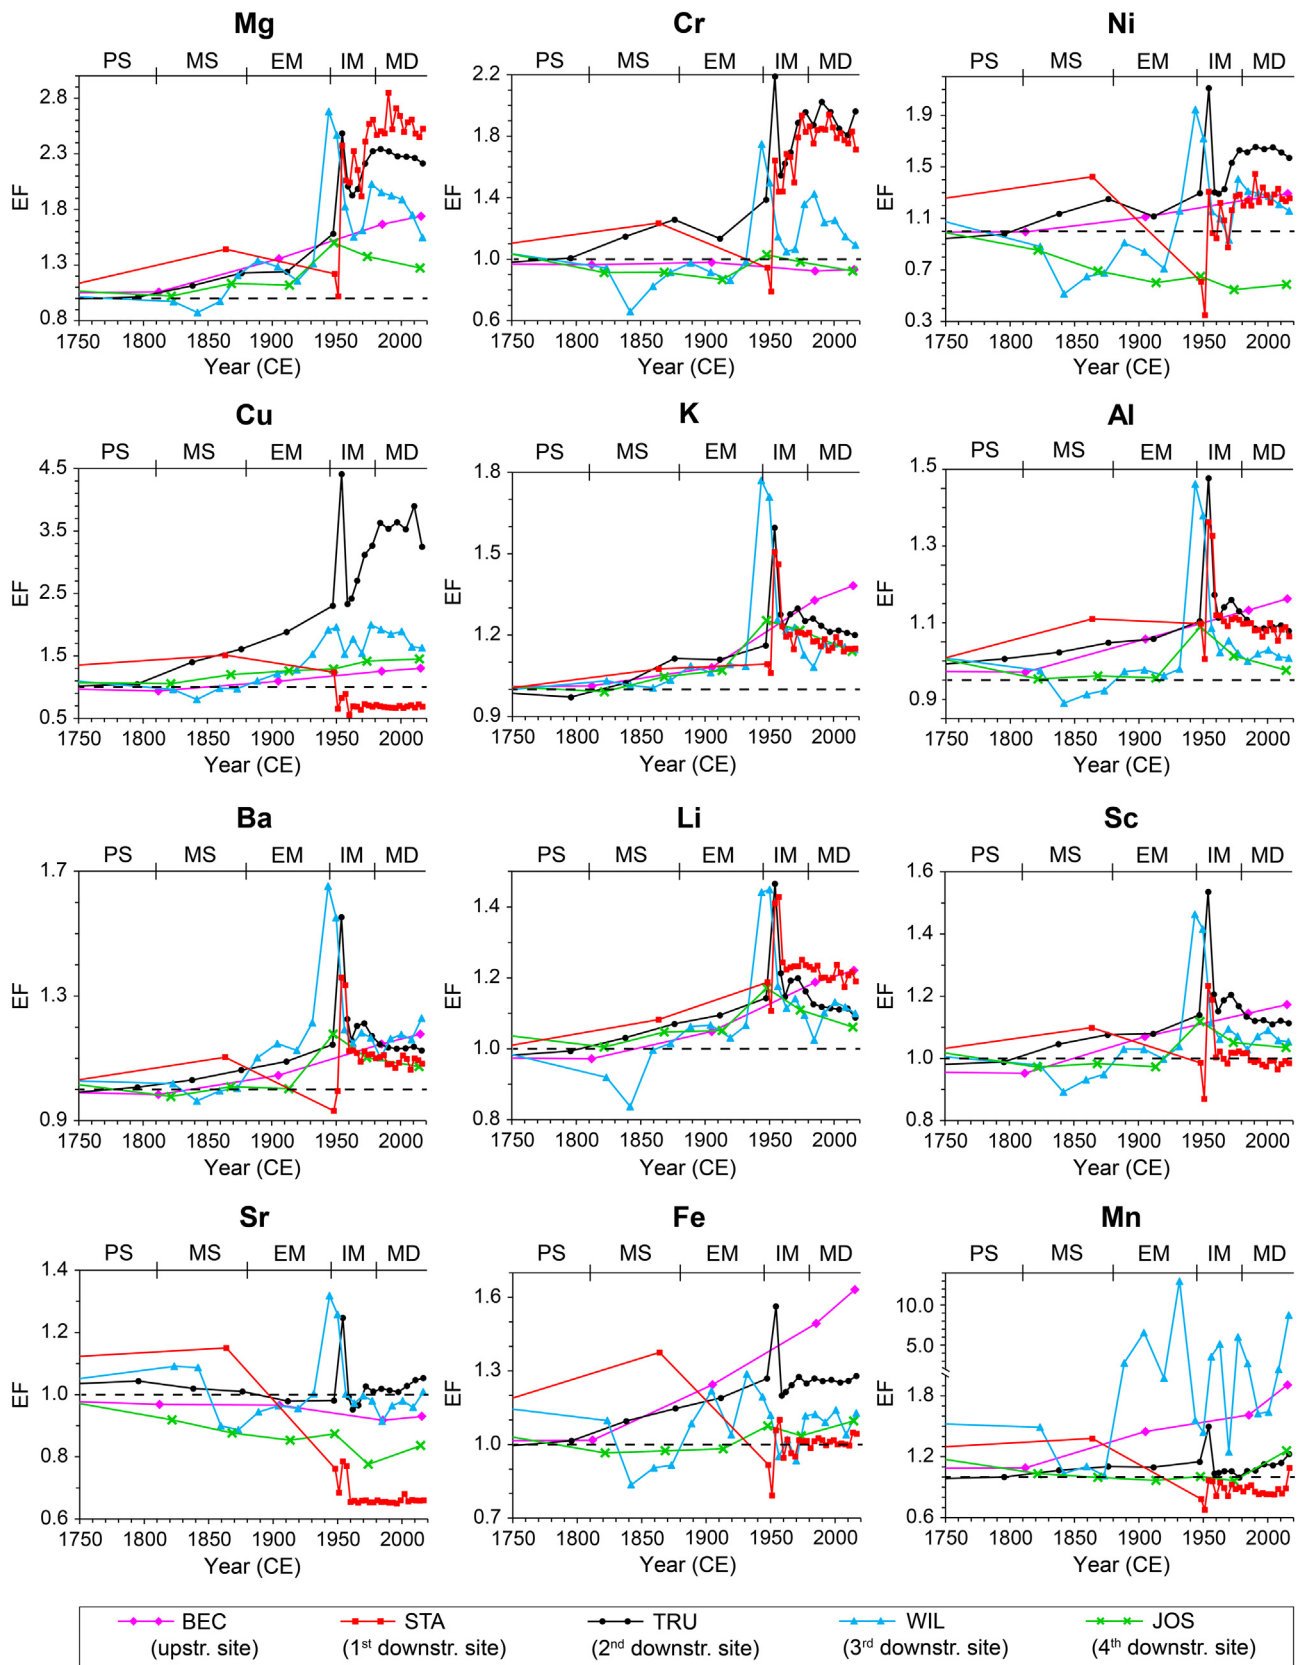 Mg Cr Ni
PS MS EM IM MD PS MS EM IM MD PS MS EM IM MD
2.8
2.3
1.8
1.3
0.8
EF
1750 1800 1850 1900 1950 2000
Year (CE)
2.2
1.8
1.4
1.0
0.6
EF
1750 1800 1850 1900 1950 2000
Year (CE)
1.9
1.5
1.1
0.7
0.3
EF
1750 1800 1850 1900 1950 2000
Year (CE)
Cu K Al
PS MS EM IM MD PS MS EM IM MD PS MS EM IM MD
4.5
3.5
2.5
1.5
0.5
EF
1750 1800 1850 1900 1950 2000
Year (CE)
1.8
1.5
1.2
0.9
EF
1750 1800 1850 1900 1950 2000
Year (CE)
1.5
1.3
1.1
0.9
EF
1750 1800 1850 1900 1950 2000
Year (CE)
Ba Li Sc
PS MS EM IM MD PS MS EM IM MD PS MS EM IM MD
1.7
1.3
0.9
EF
1750 1800 1850 1900 1950 2000
Year (CE)
1.4
1.2
1.0
0.8
EF
1750 1800 1850 1900 1950 2000
Year (CE)
1.6
1.4
1.2
1.0
0.8
EF
1750 1800 1850 1900 1950 2000
Year (CE)
Sr Fe Mn
PS MS EM IM MD PS MS EM IM MD PS MS EM IM MD
1.4
1.2
1.0
0.8
0.6
EF
1750 1800 1850 1900 1950 2000
Year (CE)
1.6
1.3
1.0
0.7
EF
1750 1800 1850 1900 1950 2000
Year (CE)
10.0
5.0
1.8
1.2
0.6
EF
1750 1800 1850 1900 1950 2000
Year (CE)
BEC STA TRU WIL JOS
(upstr. site) (1st downstr. site) (2nd downstr. site) (3rd downstr. site) (4th downstr. site)